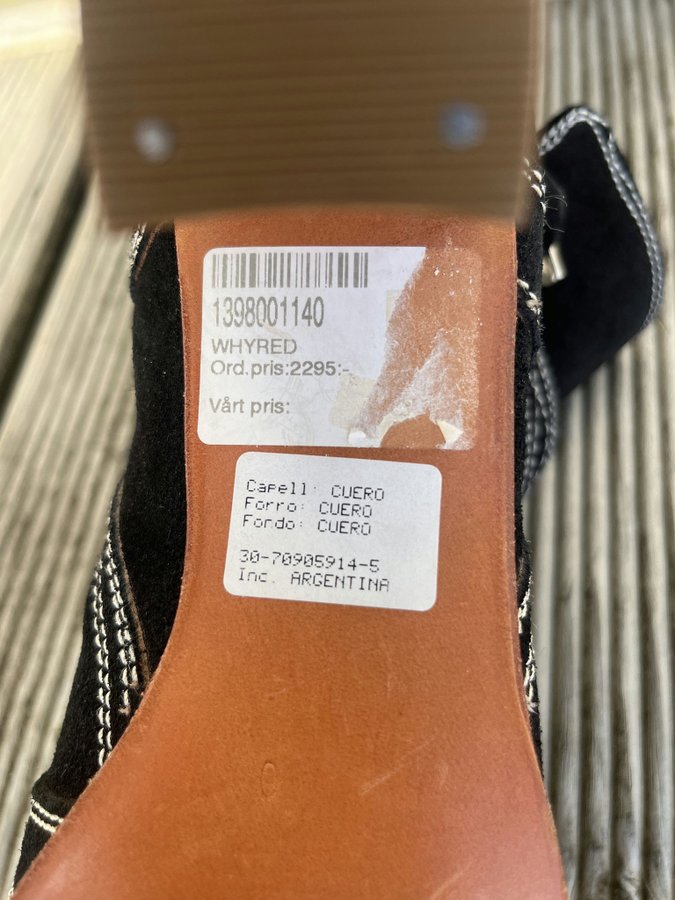 1398001140
WHYRED
Ord.pris:2295:-
Vårt pris:
Capell: CUERO
Forro: CUERO
Fondo: CUERO
30-70905914-5
Inc. ARGENTINA